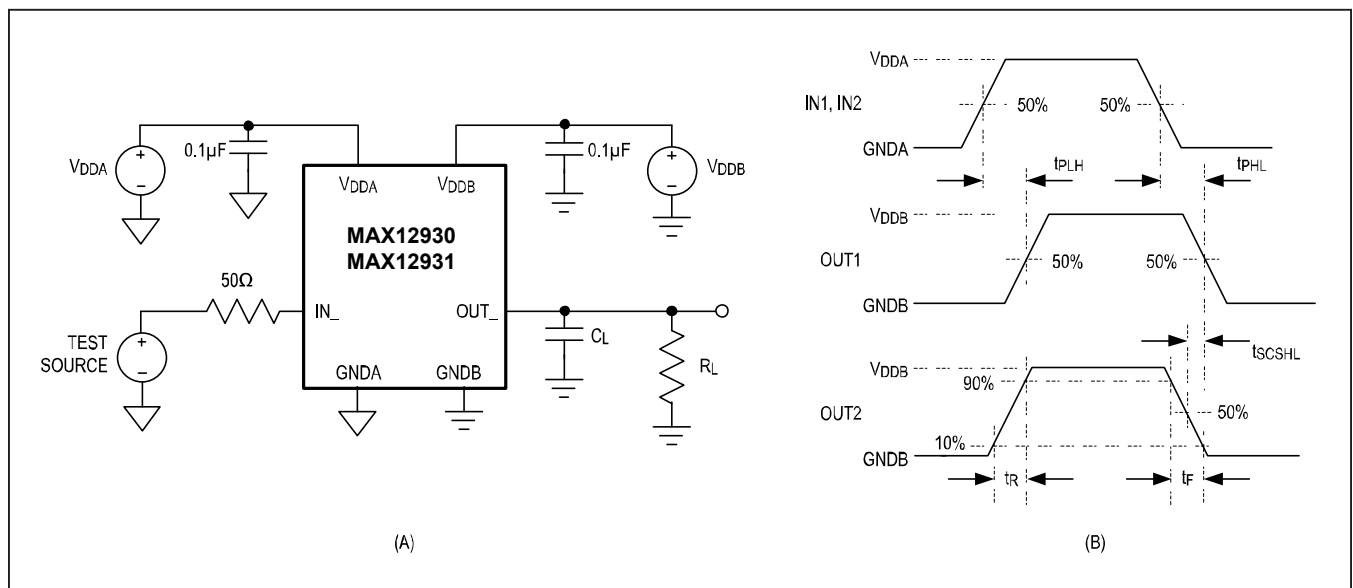 VDDA
0.1µF
0.1µF
VDDB
VDDA
VDDB
MAX12930
MAX12931
50Ω
IN_
OUT_
TEST
SOURCE
CL
RL
GNDA
GNDB
(A)
VDDA
IN1, IN2
50%
50%
GNDA
tPLH
tPHL
VDDB
OUT1
50%
50%
GNDB
tSCSHL
VDDB
90%
OUT2
50%
10%
GNDB
tR
tF
(B)